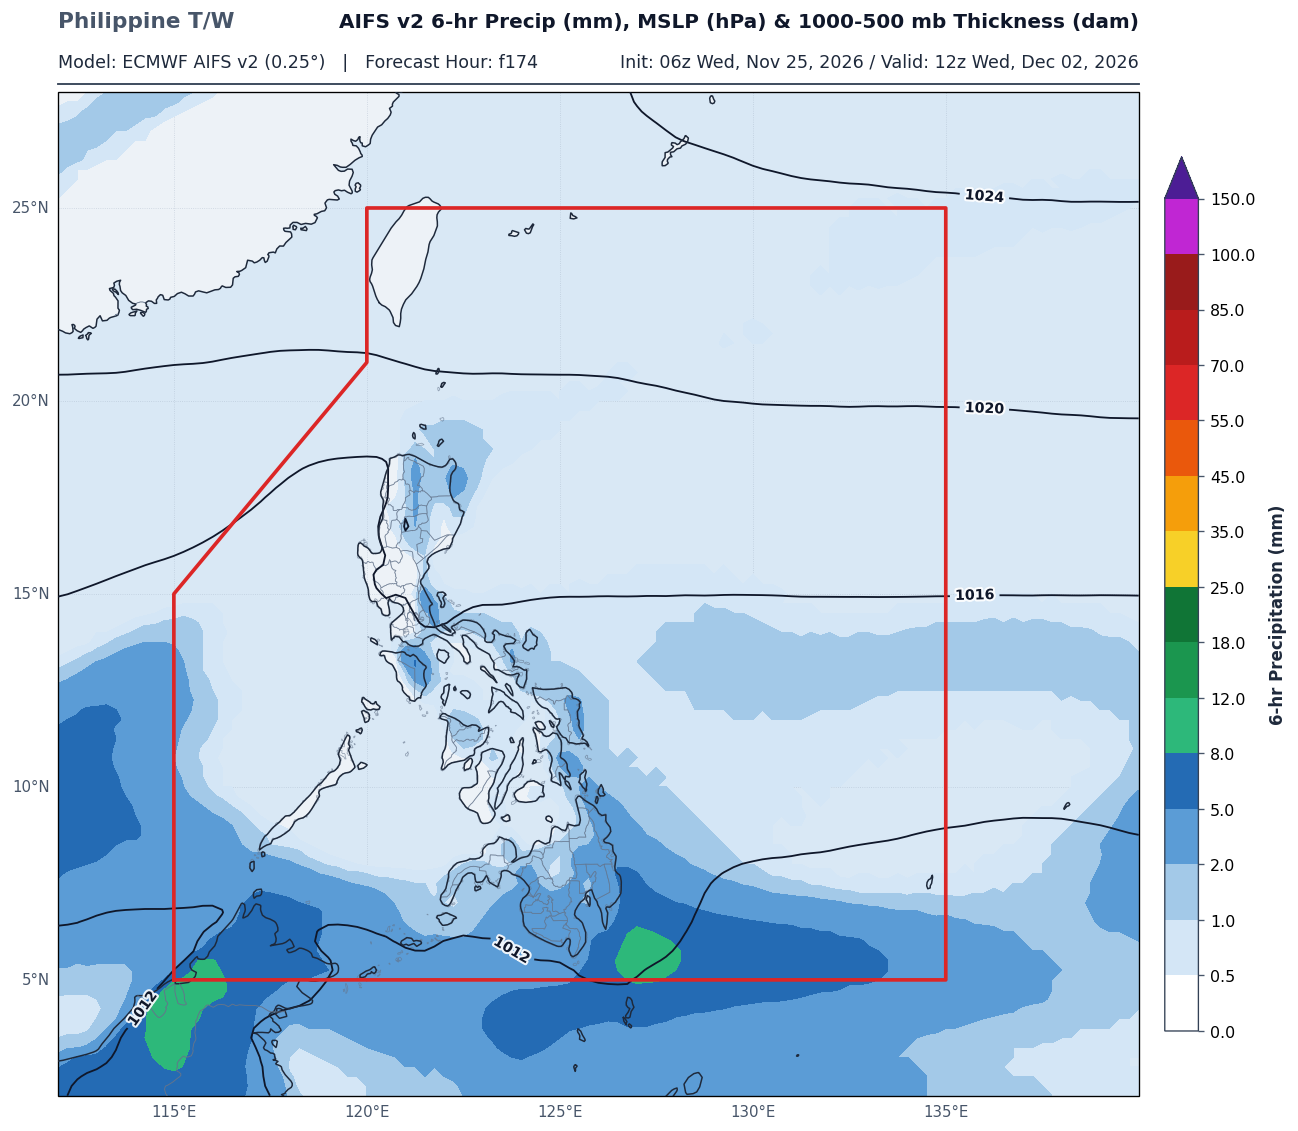 Philippine T/W
AIFS v2 6-hr Precip (mm), MSLP (hPa) & 1000-500 mb Thickness (dam)
Model: ECMWF AIFS v2 (0.25°) | Forecast Hour: f174
Init: 06z Wed, Nov 25, 2026 / Valid: 12z Wed, Dec 02, 2026
1024
25°N
1020
20°N
1016
15°N
10°N
1012
5°N
1012
115°E
120°E
125°E
130°E
135°E
150.0
100.0
85.0
70.0
55.0
45.0
35.0
25.0
18.0
12.0
8.0
5.0
2.0
1.0
0.5
0.0
6-hr Precipitation (mm)